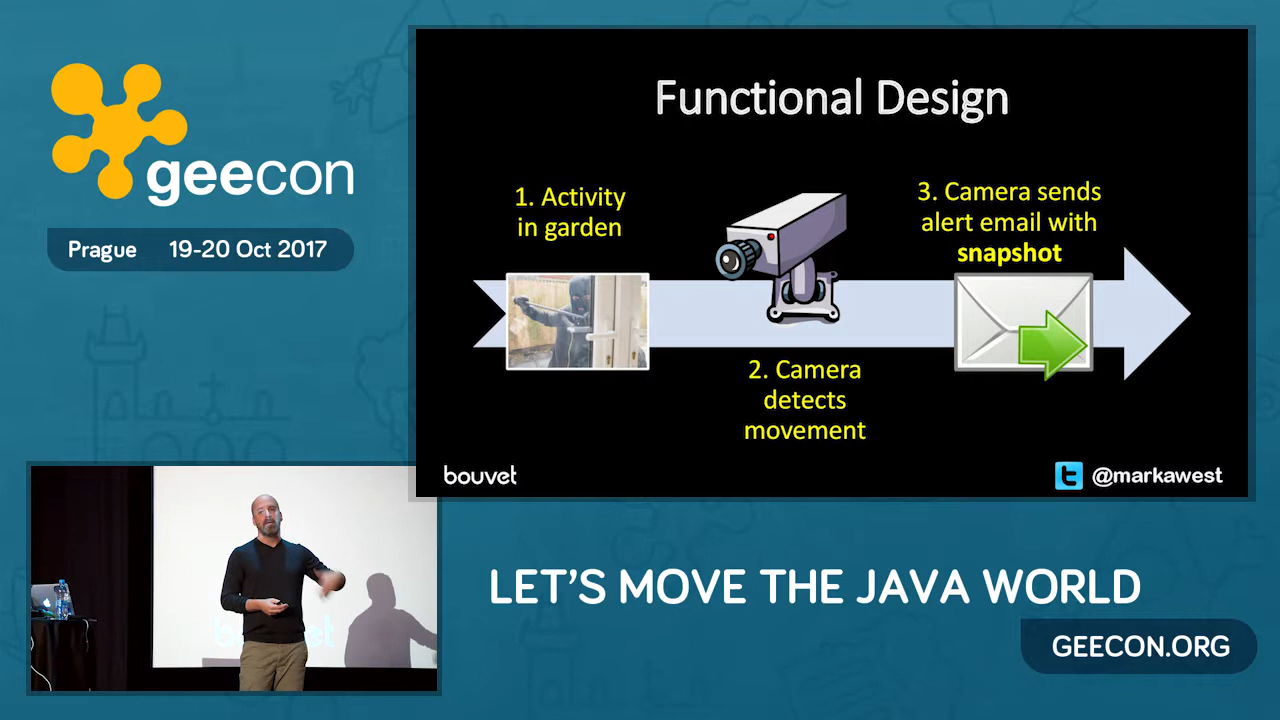 geecon
Prague 19-20 Oct 2017
Functional Design
1. Activity
in garden
3. Camera sends
alert email with
snapshot
2. Camera
detects
movement
bouvet
@markawest
LET'S MOVE THE JAVA WORLD
GEECON.ORG